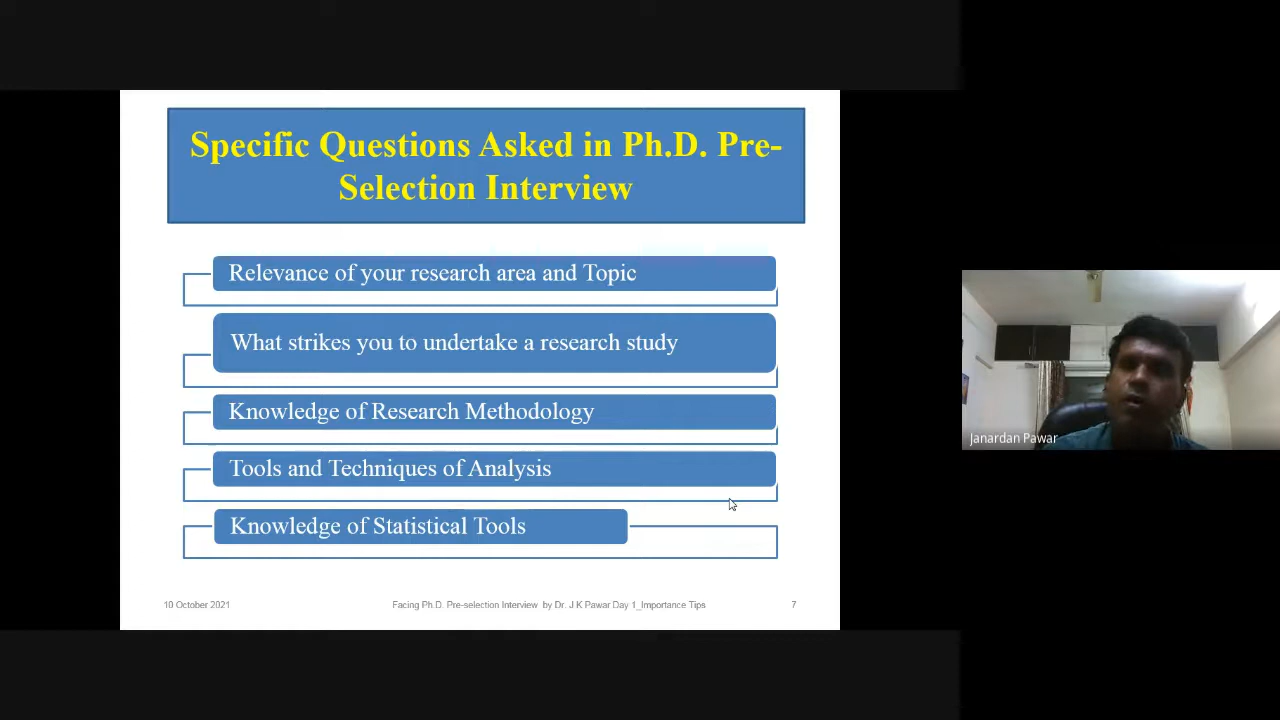 Specific Questions Asked in Ph.D. Pre-
Selection Interview
Relevance of your research area and Topic
What strikes you to undertake a research study
Knowledge of Research Methodology
Tools and Techniques of Analysis
Knowledge of Statistical Tools
10 October 2021
Facing Ph.D. Pre-selection Interview by Dr. J K Pawar Day 1_Importance Tips
7
Janardan Pawar